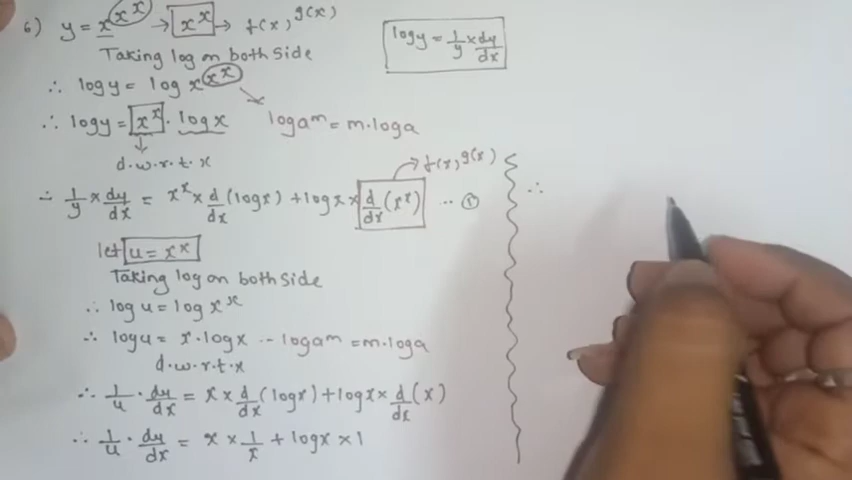 6) y = x^x^x → x^x → f(x)^g(x)
log y = 1/y × dy/dx
Taking log on both side
∴ log y = log x^x^x
∴ log y = x^x · log x log a^m = m·log a
d.w.r.t.x
∴ 1/y × dy/dx = x^x × d/dx (log x) + log x × d/dx (x^x) ·· ① → f(x)^g(x)
let u = x^x
Taking log on both side
∴ log u = log x^x
∴ log u = x·log x -- log a^m = m·log a
d.w.r.t.x
∴ 1/u · du/dx = x × d/dx (log x) + log x × d/dx (x)
∴ 1/u · du/dx = x × 1/x + log x × 1
∴